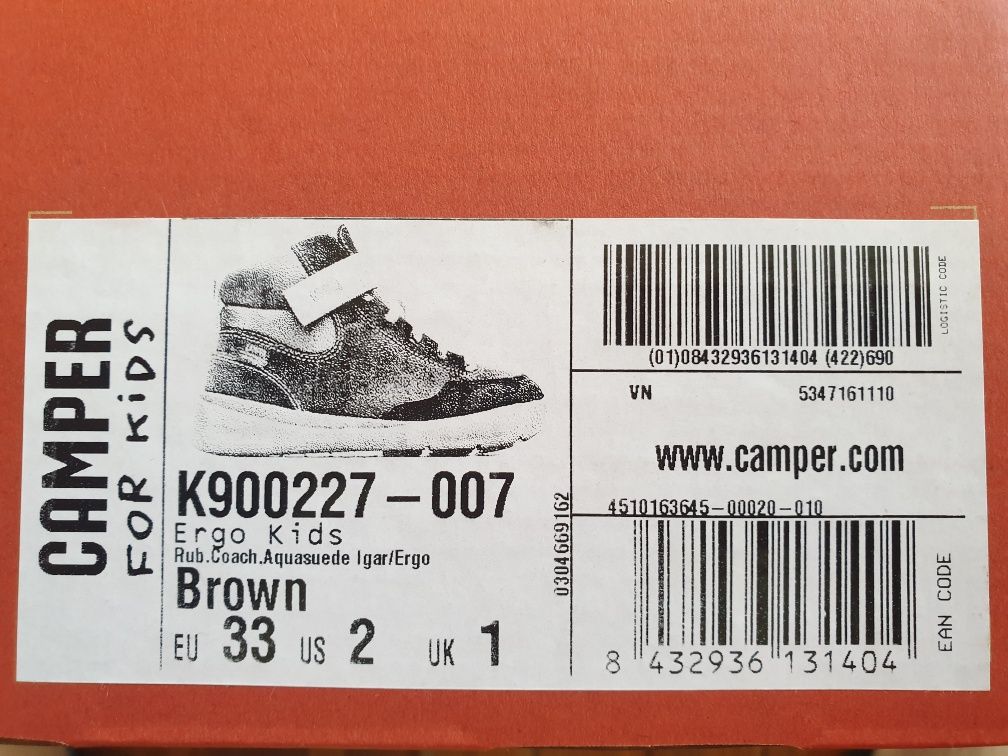 CAMPER
FOR KiDS
K900227-007
Ergo Kids
Rub.Coach.Aquasuede Igar/Ergo
Brown
EU 33 US 2 UK 1
0304669162
LOGISTIC CODE
(01)08432936131404 (422)690
VN 5347161110
www.camper.com
4510163645-00020-010
EAN CODE
8 432936 131404